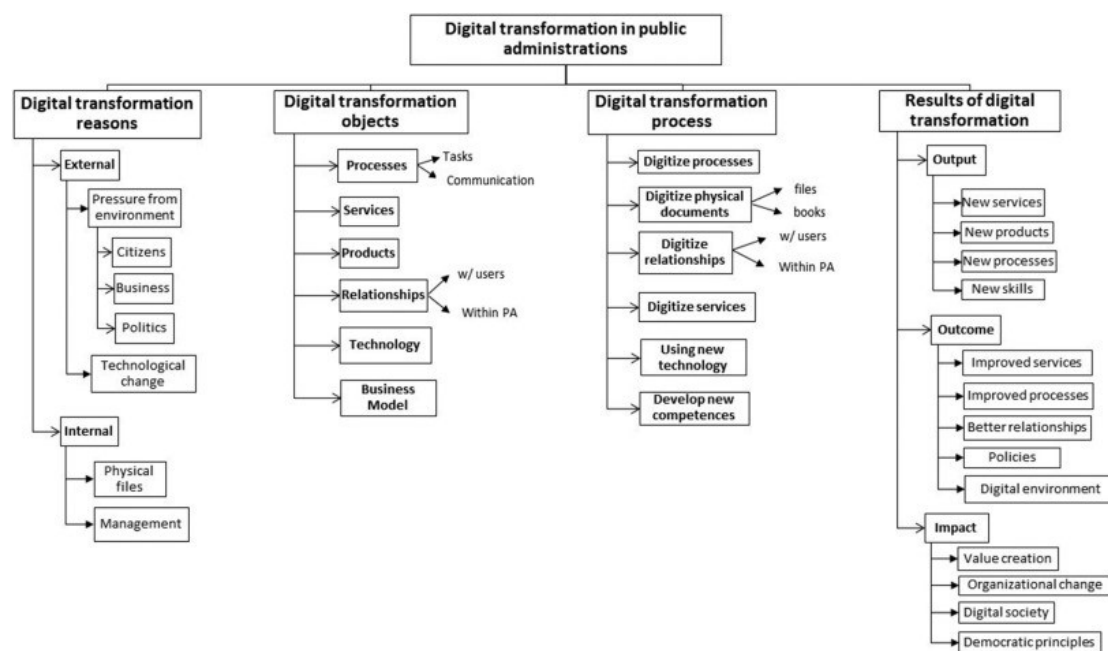 Digital transformation in public
administrations
Digital transformation
reasons
External
Pressure from
environment
Citizens
Business
Politics
Technological
change
Internal
Physical
files
Management
Digital transformation
objects
Processes
Tasks
Communication
Services
Products
Relationships
w/ users
Within PA
Technology
Business
Model
Digital transformation
process
Digitize processes
Digitize physical
documents
files
books
Digitize
relationships
w/ users
Within PA
Digitize services
Using new
technology
Develop new
competences
Results of digital
transformation
Output
New services
New products
New processes
New skills
Outcome
Improved services
Improved processes
Better relationships
Policies
Digital environment
Impact
Value creation
Organizational change
Digital society
Democratic principles